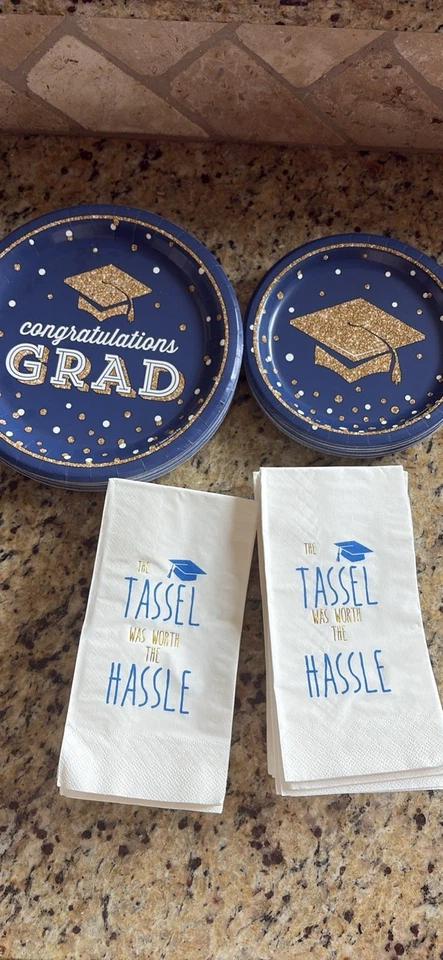 congratulations
GRAD
THE
TASSEL
WAS WORTH
THE
HASSLE
THE
TASSEL
WAS WORTH
THE
HASSLE